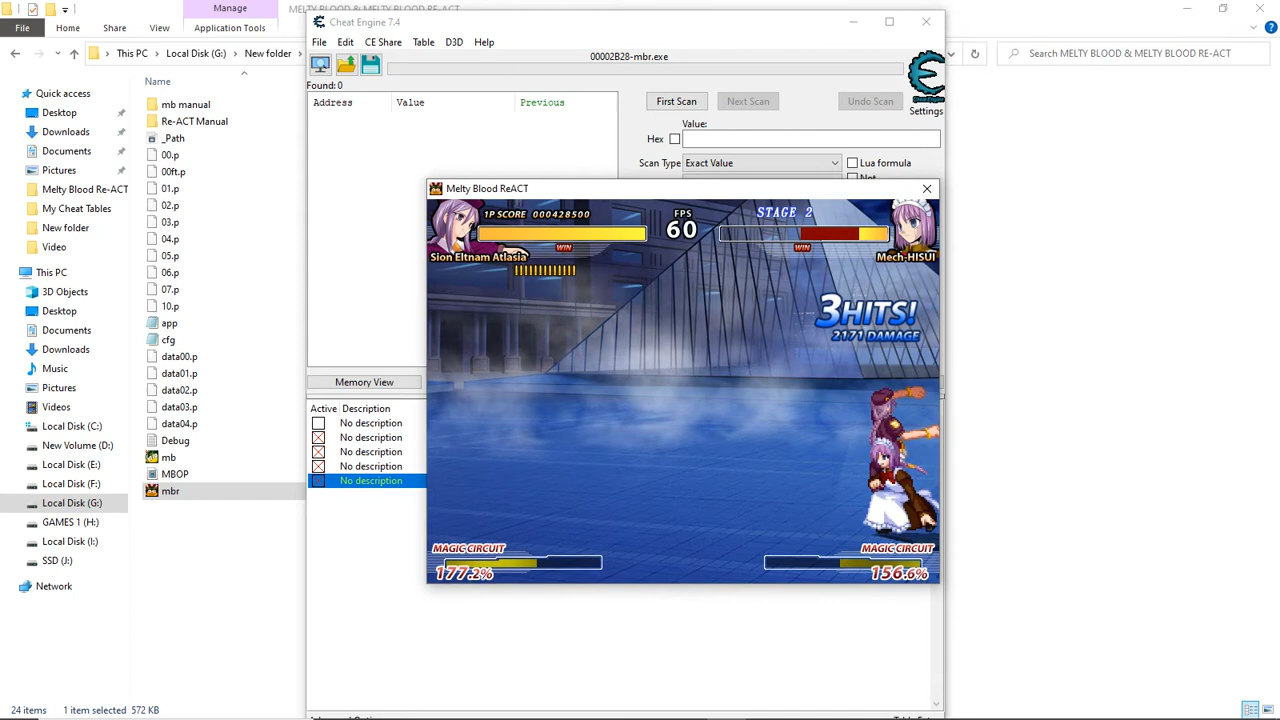 Manage
MELTY BLOOD & MELTY BLOOD RE-ACT
File
Home
Share
View
Application Tools
This PC
Local Disk (G:)
New folder
Search MELTY BLOOD & MELTY BLOOD RE-ACT
Quick access
Desktop
Downloads
Documents
Pictures
Melty Blood Re-ACT
My Cheat Tables
New folder
Video
This PC
3D Objects
Desktop
Documents
Downloads
Music
Pictures
Videos
Local Disk (C:)
New Volume (D:)
Local Disk (E:)
Local Disk (F:)
Local Disk (G:)
GAMES 1 (H:)
Local Disk (I:)
SSD (J:)
Network
Name
mb manual
Re-ACT Manual
_Path
00.p
00ft.p
01.p
02.p
03.p
04.p
05.p
06.p
07.p
10.p
app
cfg
data00.p
data01.p
data02.p
data03.p
data04.p
Debug
mb
MBOP
mbr
24 items
1 item selected 572 KB
Cheat Engine 7.4
File Edit CE Share Table D3D Help
00002B28-mbr.exe
Found: 0
Address Value Previous
First Scan Next Scan Undo Scan
Settings
Value:
Hex
Scan Type Exact Value
Lua formula
Not
Memory View
Active Description
No description
No description
No description
No description
No description
Melty Blood ReACT
1P SCORE 000428500
FPS
60
STAGE 2
WIN
WIN
Sion Eltnam Atlasia
Mech-HISUI
3HITS!
2171 DAMAGE
MAGIC CIRCUIT
177.2%
MAGIC CIRCUIT
156.6%